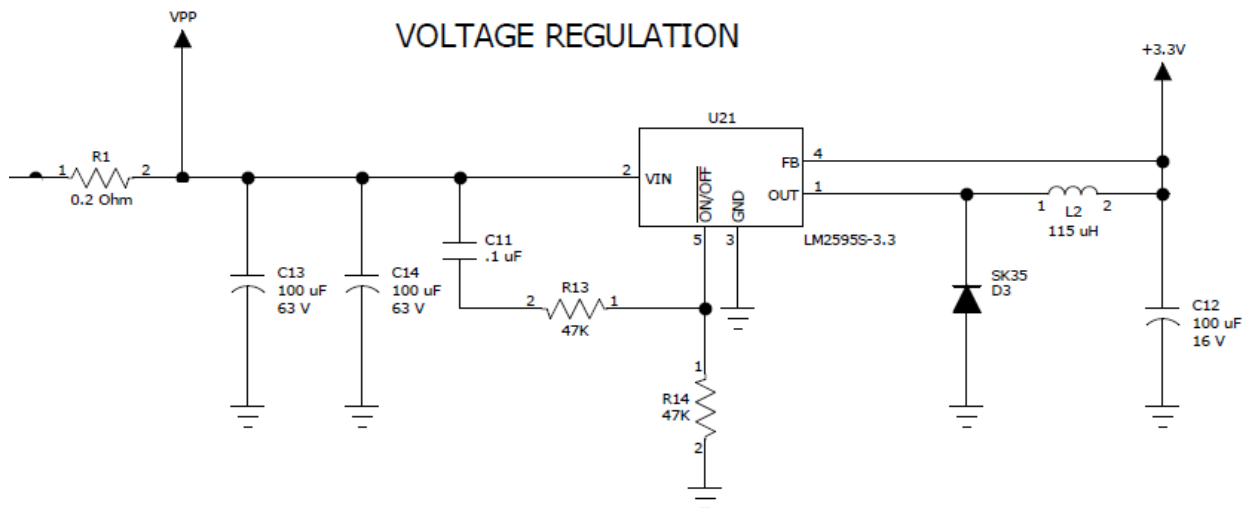 VPP
VOLTAGE REGULATION
+3.3V
U21
R1
1 2
0.2 Ohm
2 VIN
ON/OFF
GND
FB 4
OUT 1
5 3
LM2595S-3.3
1 2
L2
115 uH
C11
.1 uF
C13
100 uF
63 V
C14
100 uF
63 V
R13
2 1
47K
SK35
D3
C12
100 uF
16 V
1
R14
47K
2